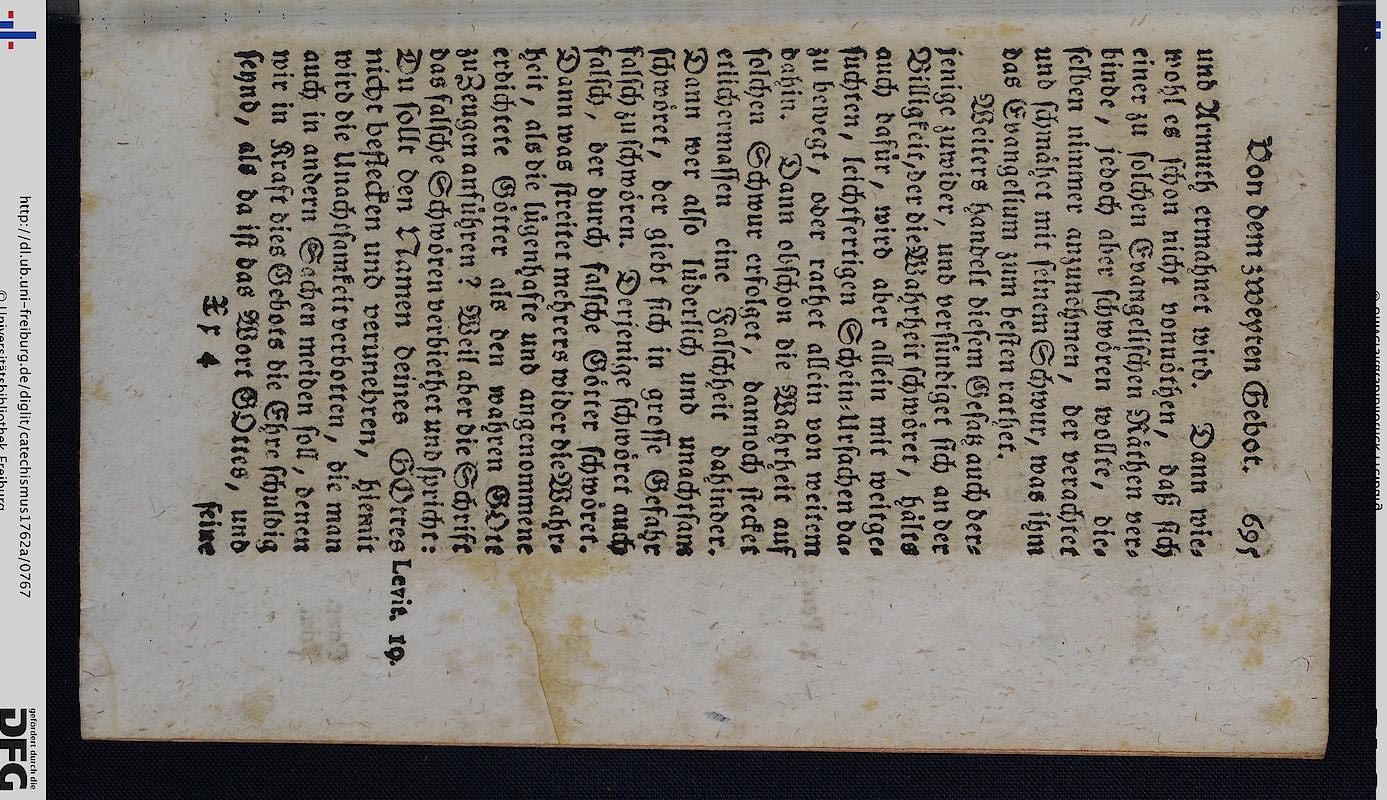 Von dem zweyten Gebot. 695
und Armuth ermahnet wird. Dann wie-
wohl es schon nicht vonnöthen, daß sich
einer zu solchen Evangelischen Räthen ver-
binde, jedoch aber schwören wollte, die-
selben nimmer anzunehmen, der verachtet
und schmähet mit seinem Schwur, was ihm
das Evangelium zum besten rathet.
Weiters handelt diesem Gesatz auch der-
jenige zuwider, und versündiget sich an der
Billigkeit, der die Wahrheit schwöret, hälts
auch dafür, wird aber allein mit weitge-
suchten, leichtfertigen Schein-Ursachen da-
zu bewegt, oder rathet allein von weitem
dahin. Dann obschon die Wahrheit auf
solchen Schwur erfolget, dannoch stecket
etlichermassen eine Falschheit dahinder.
Dann wer also lüderlich und unachtsam
schwöret, der giebt sich in grosse Gefahr
falsch zu schwören. Derjenige schwöret auch
falsch, der durch falsche Götter schwöret.
Dann was streitet mehrers wider die Wahr-
heit, als die lügenhafte und angenommene
erdichtete Götter als den wahren GOtt
zu Zeugen anführen? Weil aber die Schrift
das falsche Schwören verbiethet und spricht:
Du sollt den Namen deines GOttes Levit. 19.
nicht beflecken und verunehren, hiemit
wird die Unachtsamkeit verbotten, die man
auch in andern Sachen meiden soll, denen
wir in Kraft dies Gebots die Ehre schuldig
seynd, als da ist das Wort GOttes, und
Xr 4 seine
http://dl.ub.uni-freiburg.de/diglit/catechismus1762a/0767
© Universitätsbibliothek Freiburg
gefördert durch die
DFG